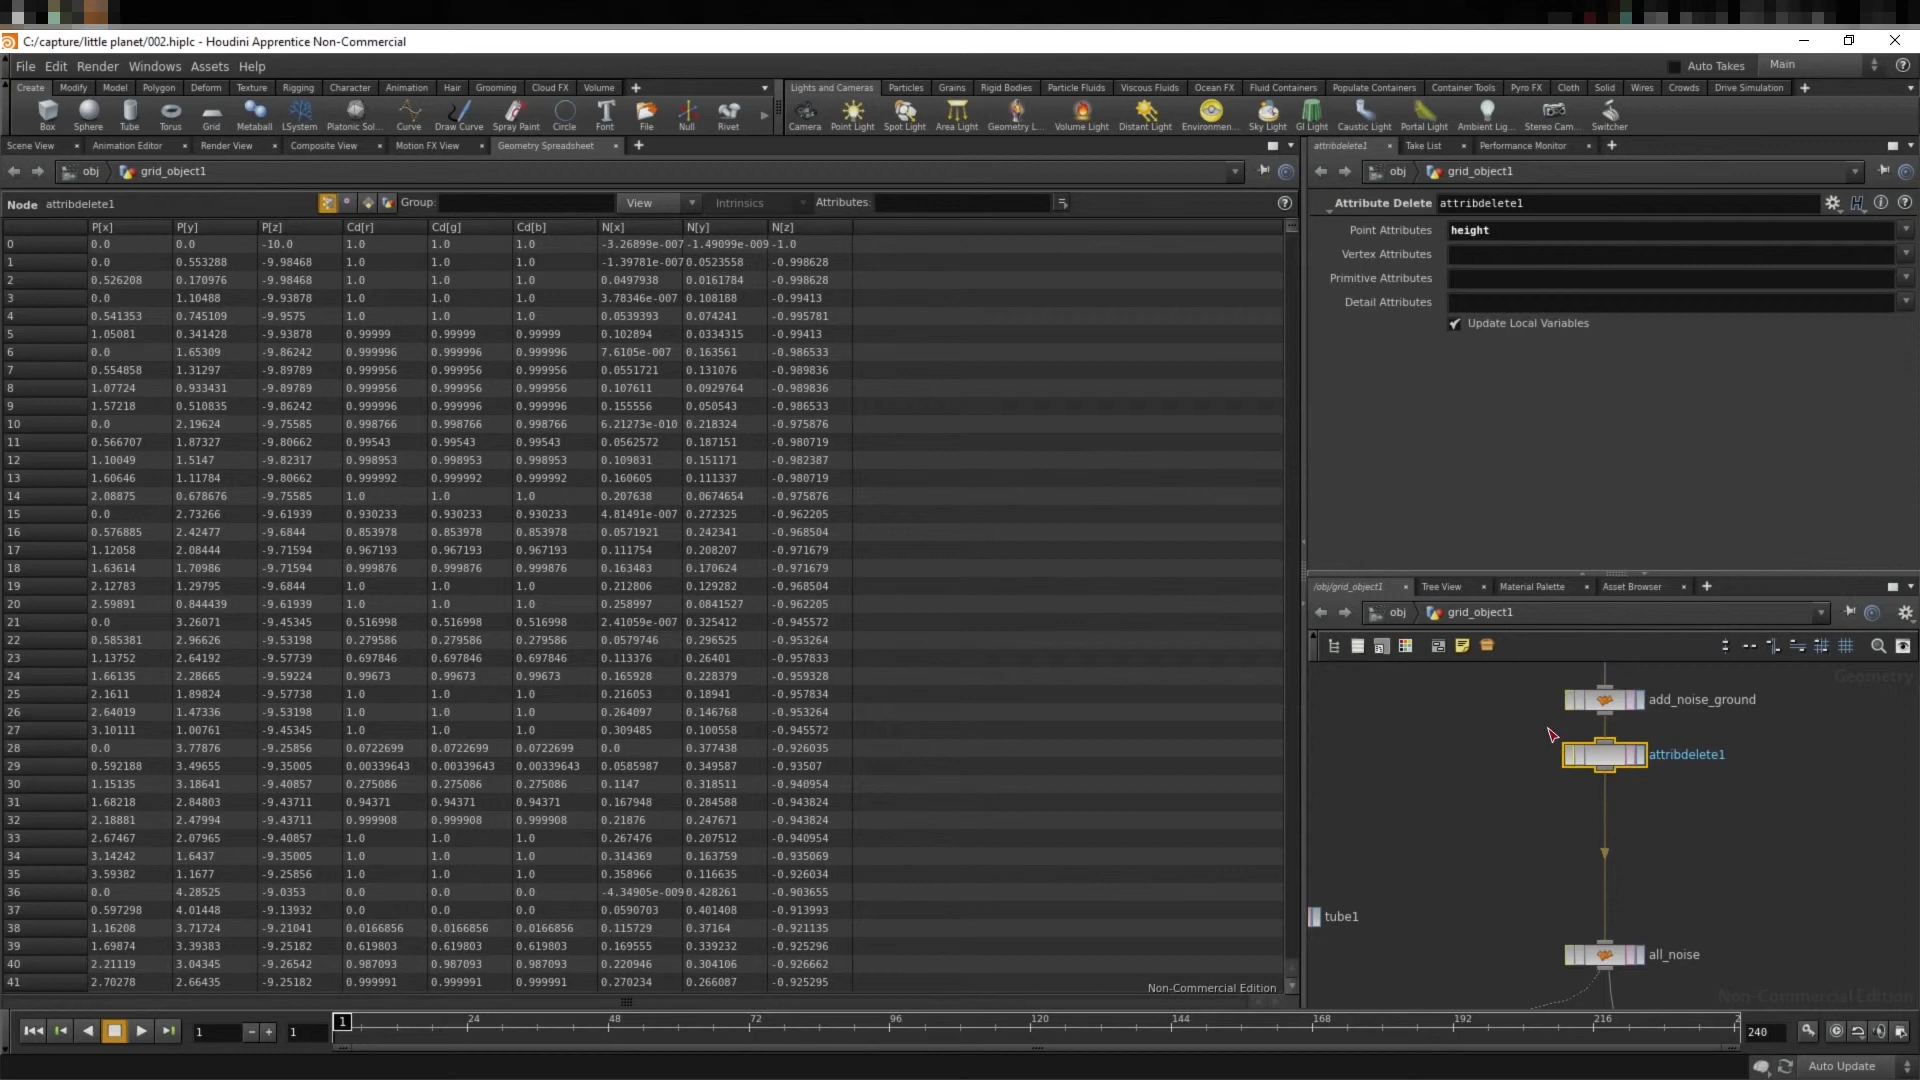 C:/capture/little planet/002.hiplc - Houdini Apprentice Non-Commercial
File Edit Render Windows Assets Help
Auto Takes Main
Create Modify Model Polygon Deform Texture Rigging Character Animation Hair Grooming Cloud FX Volume
Lights and Cameras Particles Grains Rigid Bodies Particle Fluids Viscous Fluids Ocean FX Fluid Containers Populate Containers Container Tools Pyro FX Cloth Solid Wires Crowds Drive Simulation
Box Sphere Tube Torus Grid Metaball LSystem Platonic Sol... Curve Draw Curve Spray Paint Circle Font File Null Rivet
Camera Point Light Spot Light Area Light Geometry L... Volume Light Distant Light Environmen... Sky Light GI Light Caustic Light Portal Light Ambient Lig... Stereo Cam... Switcher
Scene View Animation Editor Render View Composite View Motion FX View Geometry Spreadsheet
attribdelete1 Take List Performance Monitor
obj grid_object1
obj grid_object1
Node attribdelete1 Group: View Intrinsics Attributes:
Attribute Delete attribdelete1
Point Attributes height
Vertex Attributes
Primitive Attributes
Detail Attributes
Update Local Variables
P[x] P[y] P[z] Cd[r] Cd[g] Cd[b] N[x] N[y] N[z]
0 0.0 0.0 -10.0 1.0 1.0 1.0 -3.26899e-007 -1.49099e-009 -1.0
1 0.0 0.553288 -9.98468 1.0 1.0 1.0 -1.39781e-007 0.0523558 -0.998628
2 0.526208 0.170976 -9.98468 1.0 1.0 1.0 0.0497938 0.0161784 -0.998628
3 0.0 1.10488 -9.93878 1.0 1.0 1.0 3.78346e-007 0.108188 -0.99413
4 0.541353 0.745109 -9.9575 1.0 1.0 1.0 0.0539393 0.074241 -0.995781
5 1.05081 0.341428 -9.93878 0.99999 0.99999 0.99999 0.102894 0.0334315 -0.99413
6 0.0 1.65309 -9.86242 0.999996 0.999996 0.999996 7.6105e-007 0.163561 -0.986533
7 0.554858 1.31297 -9.89789 0.999956 0.999956 0.999956 0.0551721 0.131076 -0.989836
8 1.07724 0.933431 -9.89789 0.999956 0.999956 0.999956 0.107611 0.0929764 -0.989836
9 1.57218 0.510835 -9.86242 0.999996 0.999996 0.999996 0.155556 0.050543 -0.986533
10 0.0 2.19624 -9.75585 0.998766 0.998766 0.998766 6.21273e-010 0.218324 -0.975876
11 0.566707 1.87327 -9.80662 0.99543 0.99543 0.99543 0.0562572 0.187151 -0.980719
12 1.10049 1.5147 -9.82317 0.998953 0.998953 0.998953 0.109831 0.151171 -0.982387
13 1.60646 1.11784 -9.80662 0.999992 0.999992 0.999992 0.160605 0.111337 -0.980719
14 2.08875 0.678676 -9.75585 1.0 1.0 1.0 0.207638 0.0674654 -0.975876
15 0.0 2.73266 -9.61939 0.930233 0.930233 0.930233 4.81491e-007 0.272325 -0.962205
16 0.576885 2.42477 -9.6844 0.853978 0.853978 0.853978 0.0571921 0.242341 -0.968504
17 1.12058 2.08444 -9.71594 0.967193 0.967193 0.967193 0.111754 0.208207 -0.971679
18 1.63614 1.70986 -9.71594 0.999876 0.999876 0.999876 0.163483 0.170624 -0.971679
19 2.12783 1.29795 -9.6844 1.0 1.0 1.0 0.212806 0.129282 -0.968504
20 2.59891 0.844439 -9.61939 1.0 1.0 1.0 0.258997 0.0841527 -0.962205
21 0.0 3.26071 -9.45345 0.516998 0.516998 0.516998 2.41059e-007 0.325412 -0.945572
22 0.585381 2.96626 -9.53198 0.279586 0.279586 0.279586 0.0579746 0.296525 -0.953264
23 1.13752 2.64192 -9.57739 0.697846 0.697846 0.697846 0.113376 0.26401 -0.957833
24 1.66135 2.28665 -9.59224 0.99673 0.99673 0.99673 0.165928 0.228379 -0.959328
25 2.1611 1.89824 -9.57738 1.0 1.0 1.0 0.216053 0.18941 -0.957834
26 2.64019 1.47336 -9.53198 1.0 1.0 1.0 0.264097 0.146768 -0.953264
27 3.10111 1.00761 -9.45345 1.0 1.0 1.0 0.309485 0.100558 -0.945572
28 0.0 3.77876 -9.25856 0.0722699 0.0722699 0.0722699 0.0 0.377438 -0.926035
29 0.592188 3.49655 -9.35005 0.00339643 0.00339643 0.00339643 0.0585987 0.349587 -0.93507
30 1.15135 3.18641 -9.40857 0.275086 0.275086 0.275086 0.1147 0.318511 -0.940954
31 1.68218 2.84803 -9.43711 0.94371 0.94371 0.94371 0.167948 0.284588 -0.943824
32 2.18881 2.47994 -9.43711 0.999908 0.999908 0.999908 0.21876 0.247671 -0.943824
33 2.67467 2.07965 -9.40857 1.0 1.0 1.0 0.267476 0.207512 -0.940954
34 3.14242 1.6437 -9.35005 1.0 1.0 1.0 0.314369 0.163759 -0.935069
35 3.59382 1.1677 -9.25856 1.0 1.0 1.0 0.358966 0.116635 -0.926034
36 0.0 4.28525 -9.0353 0.0 0.0 0.0 -4.34905e-009 0.428261 -0.903655
37 0.597298 4.01448 -9.13932 0.0 0.0 0.0 0.0590703 0.401408 -0.913993
38 1.16208 3.71724 -9.21041 0.0166856 0.0166856 0.0166856 0.115729 0.37164 -0.921135
39 1.69874 3.39383 -9.25182 0.619803 0.619803 0.619803 0.169555 0.339232 -0.925296
40 2.21119 3.04345 -9.26542 0.987093 0.987093 0.987093 0.220946 0.304106 -0.926662
41 2.70278 2.66435 -9.25182 0.999991 0.999991 0.999991 0.270234 0.266087 -0.925295
Non-Commercial Edition
/obj/grid_object1 Tree View Material Palette Asset Browser
obj grid_object1
Geometry
add_noise_ground
attribdelete1
tube1
all_noise
Non-Commercial Edition
1 1 1 24 48 72 96 120 144 168 192 216 2 240
Auto Update